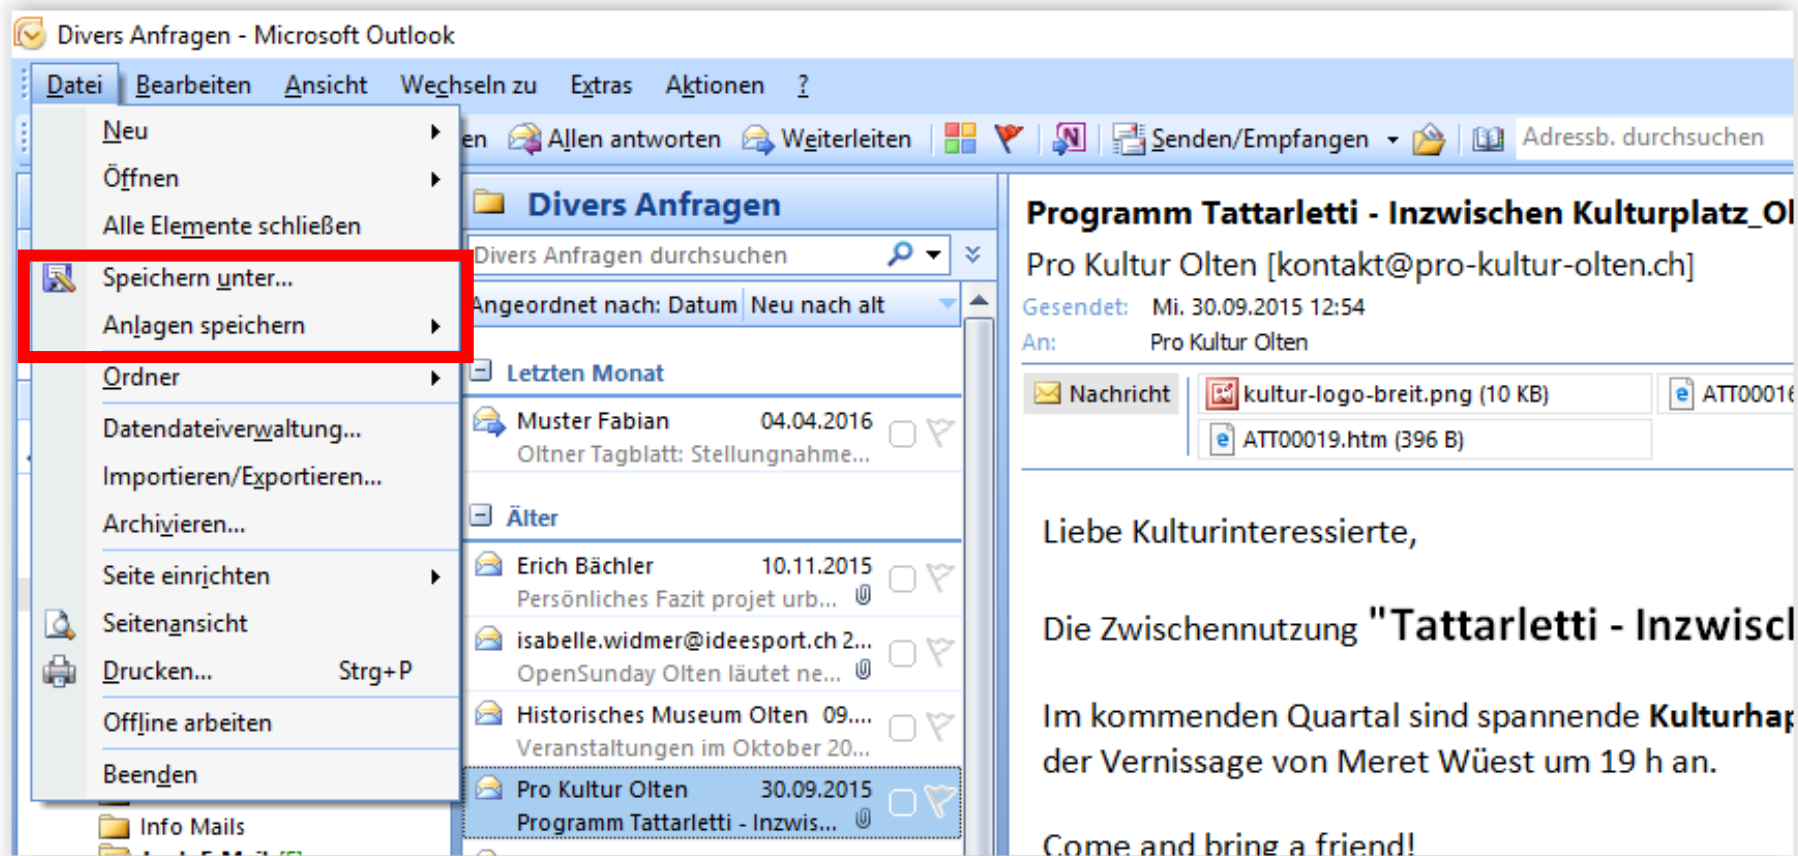 Divers Anfragen - Microsoft Outlook
Datei Bearbeiten Ansicht Wechseln zu Extras Aktionen ?
en Allen antworten Weiterleiten Senden/Empfangen Adressb. durchsuchen
Neu
Öffnen
Alle Elemente schließen
Speichern unter...
Anlagen speichern
Ordner
Datendateiverwaltung...
Importieren/Exportieren...
Archivieren...
Seite einrichten
Seitenansicht
Drucken... Strg+P
Offline arbeiten
Beenden
Info Mails
Divers Anfragen
Divers Anfragen durchsuchen
Angeordnet nach: Datum Neu nach alt
Letzten Monat
Muster Fabian 04.04.2016
Oltner Tagblatt: Stellungnahme...
Älter
Erich Bächler 10.11.2015
Persönliches Fazit projet urb...
isabelle.widmer@ideesport.ch 2...
OpenSunday Olten läutet ne...
Historisches Museum Olten 09....
Veranstaltungen im Oktober 20...
Pro Kultur Olten 30.09.2015
Programm Tattarletti - Inzwis...
Programm Tattarletti - Inzwischen Kulturplatz_Ol
Pro Kultur Olten [kontakt@pro-kultur-olten.ch]
Gesendet: Mi. 30.09.2015 12:54
An: Pro Kultur Olten
Nachricht kultur-logo-breit.png (10 KB) ATT00016
ATT00019.htm (396 B)
Liebe Kulturinteressierte,
Die Zwischennutzung "Tattarletti - Inzwiscl
Im kommenden Quartal sind spannende Kulturhap
der Vernissage von Meret Wüest um 19 h an.
Come and bring a friend!